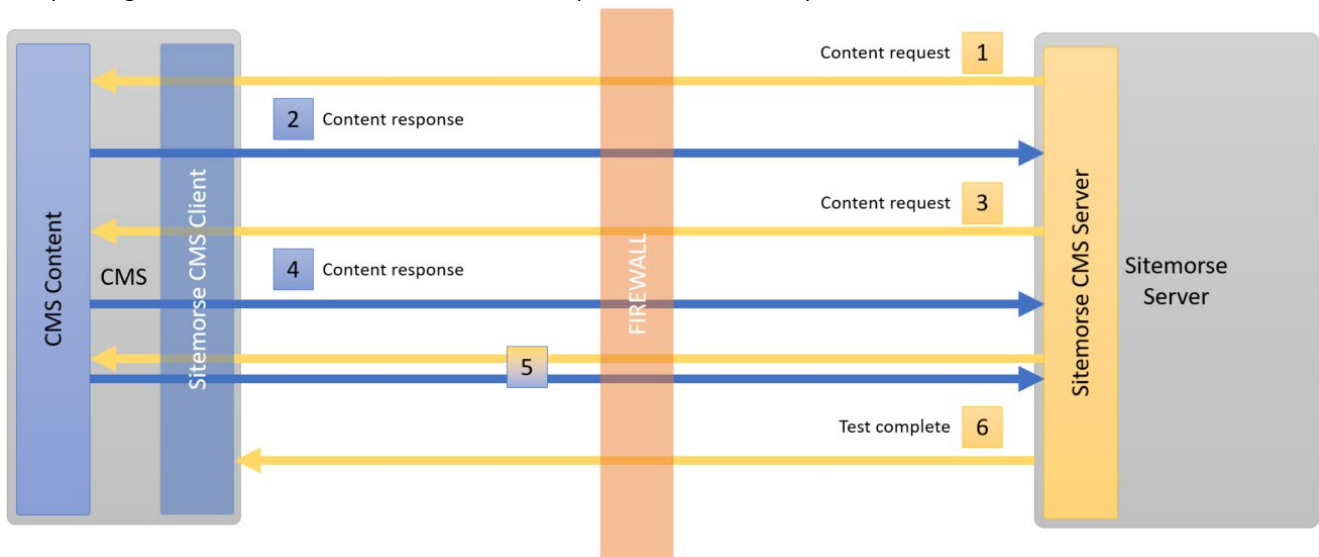 Content request
1
2
Content response
Content request
3
4
Content response
5
Test complete
6
CMS Content
CMS
Sitemorse CMS Client
FIREWALL
Sitemorse CMS Server
Sitemorse
Server